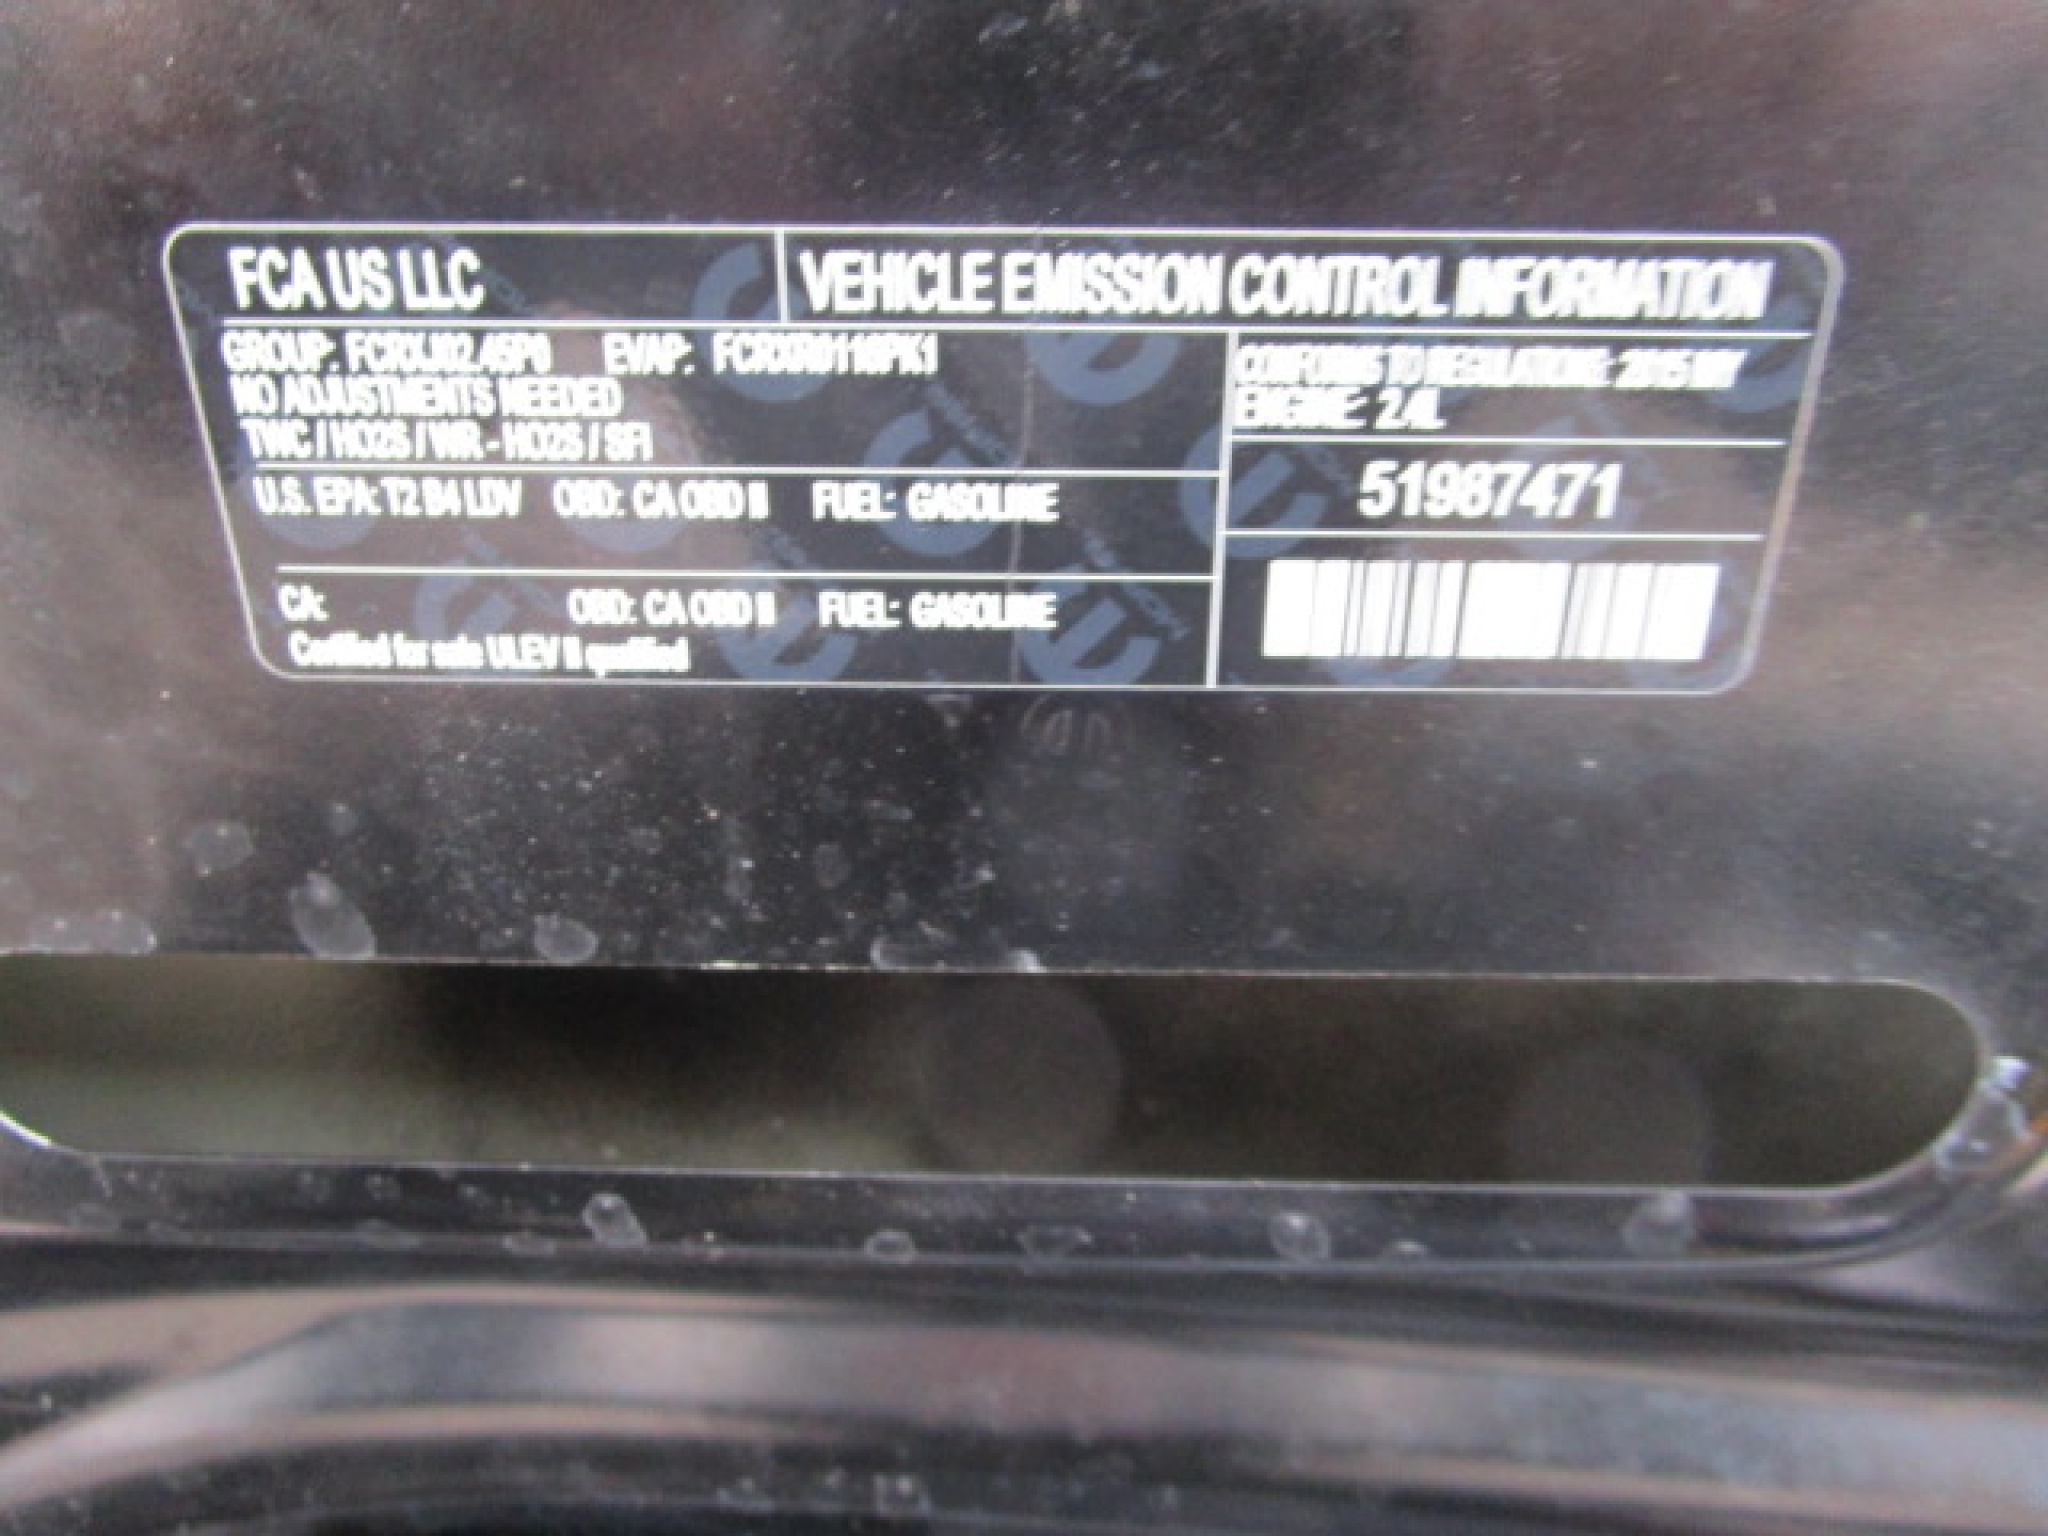 FCA US LLC
VEHICLE EMISSION CONTROL INFORMATION
GROUP: FCRXJ02.45P0 EVAP: FCRXR0116PK1
NO ADJUSTMENTS NEEDED
TWC / HO2S / WR - HO2S / SFI
CONFORMS TO REGULATIONS: 2015 MY
ENGINE: 2.4L
U.S. EPA: T2 B4 LDV OBD: CA OBD II FUEL: GASOLINE
51987471
CA: OBD: CA OBD II FUEL: GASOLINE
Certified for sale ULEV II qualified